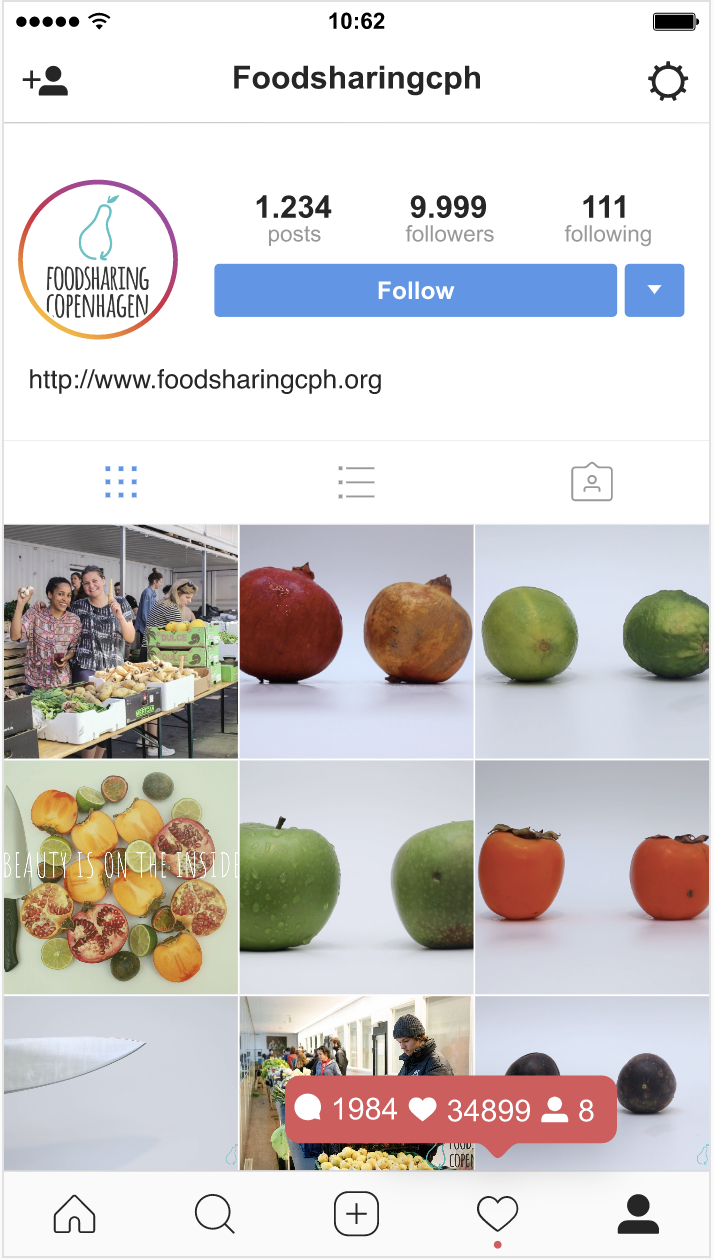 10:62
Foodsharingcph
1.234 9.999 111
posts followers following
FOODSHARING
COPENHAGEN
Follow
http://www.foodsharingcph.org
DULCE
BEAUTY IS ON THE INSIDE
1984 34899 8